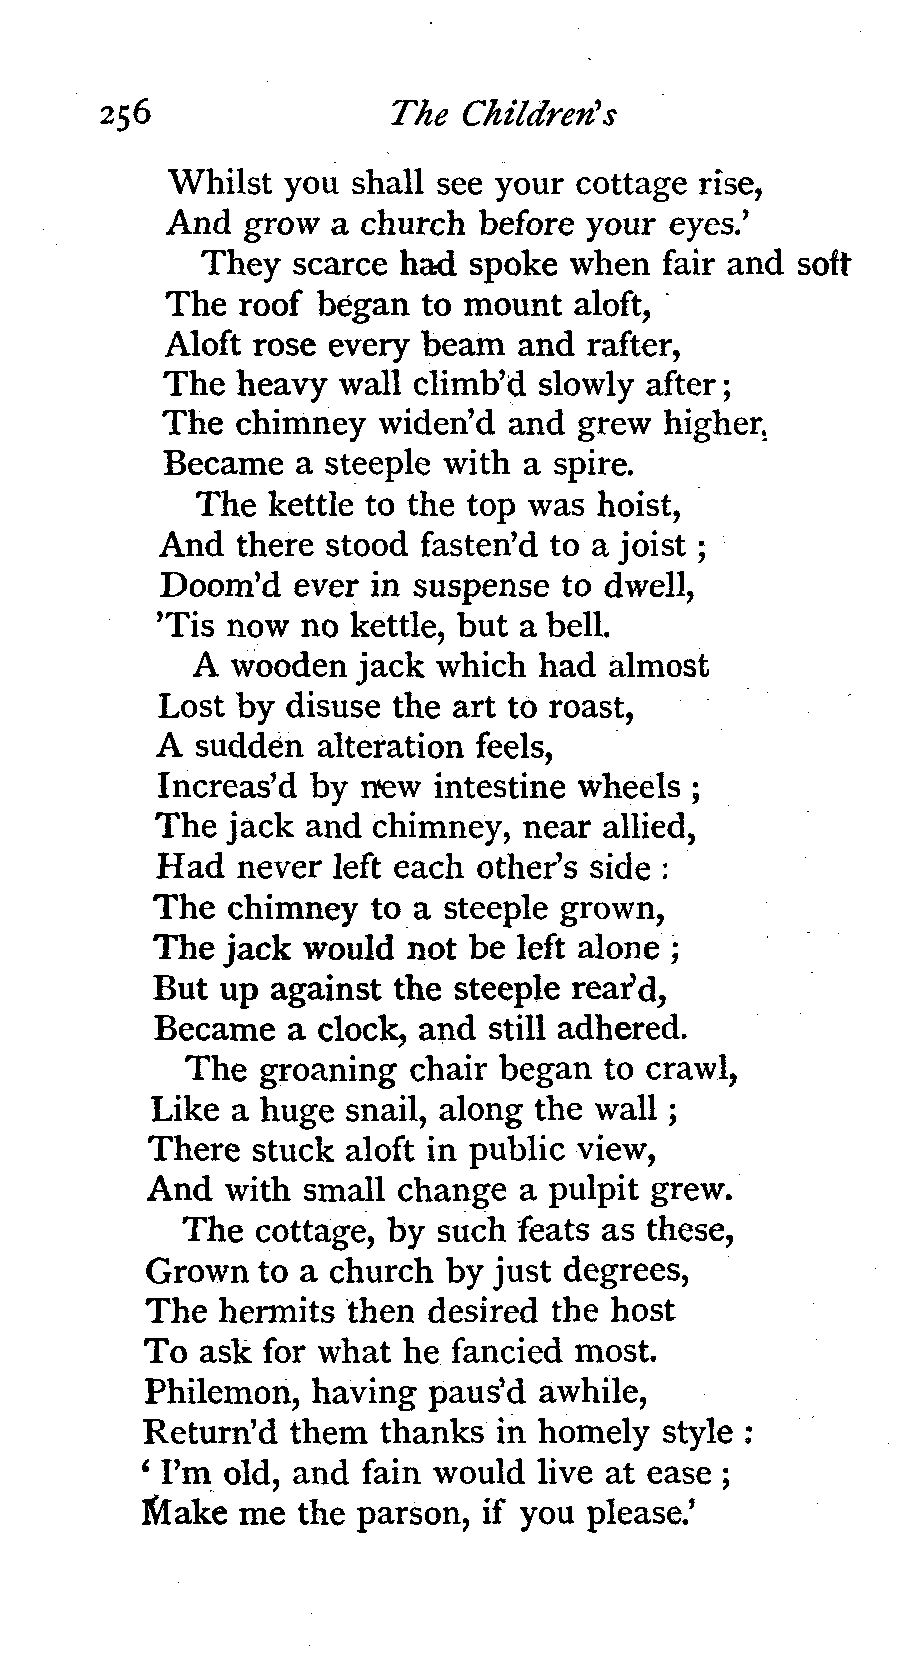 256 The Children's
Whilst you shall see your cottage rise,
And grow a church before your eyes.'
They scarce had spoke when fair and soft
The roof began to mount aloft,
Aloft rose every beam and rafter,
The heavy wall climb'd slowly after ;
The chimney widen'd and grew higher,
Became a steeple with a spire.
The kettle to the top was hoist,
And there stood fasten'd to a joist ;
Doom'd ever in suspense to dwell,
'Tis now no kettle, but a bell.
A wooden jack which had almost
Lost by disuse the art to roast,
A sudden alteration feels,
Increas'd by new intestine wheels ;
The jack and chimney, near allied,
Had never left each other's side :
The chimney to a steeple grown,
The jack would not be left alone ;
But up against the steeple rear'd,
Became a clock, and still adhered.
The groaning chair began to crawl,
Like a huge snail, along the wall ;
There stuck aloft in public view,
And with small change a pulpit grew.
The cottage, by such feats as these,
Grown to a church by just degrees,
The hermits then desired the host
To ask for what he fancied most.
Philemon, having paus'd awhile,
Return'd them thanks in homely style :
‘ I'm old, and fain would live at ease ;
Make me the parson, if you please.'